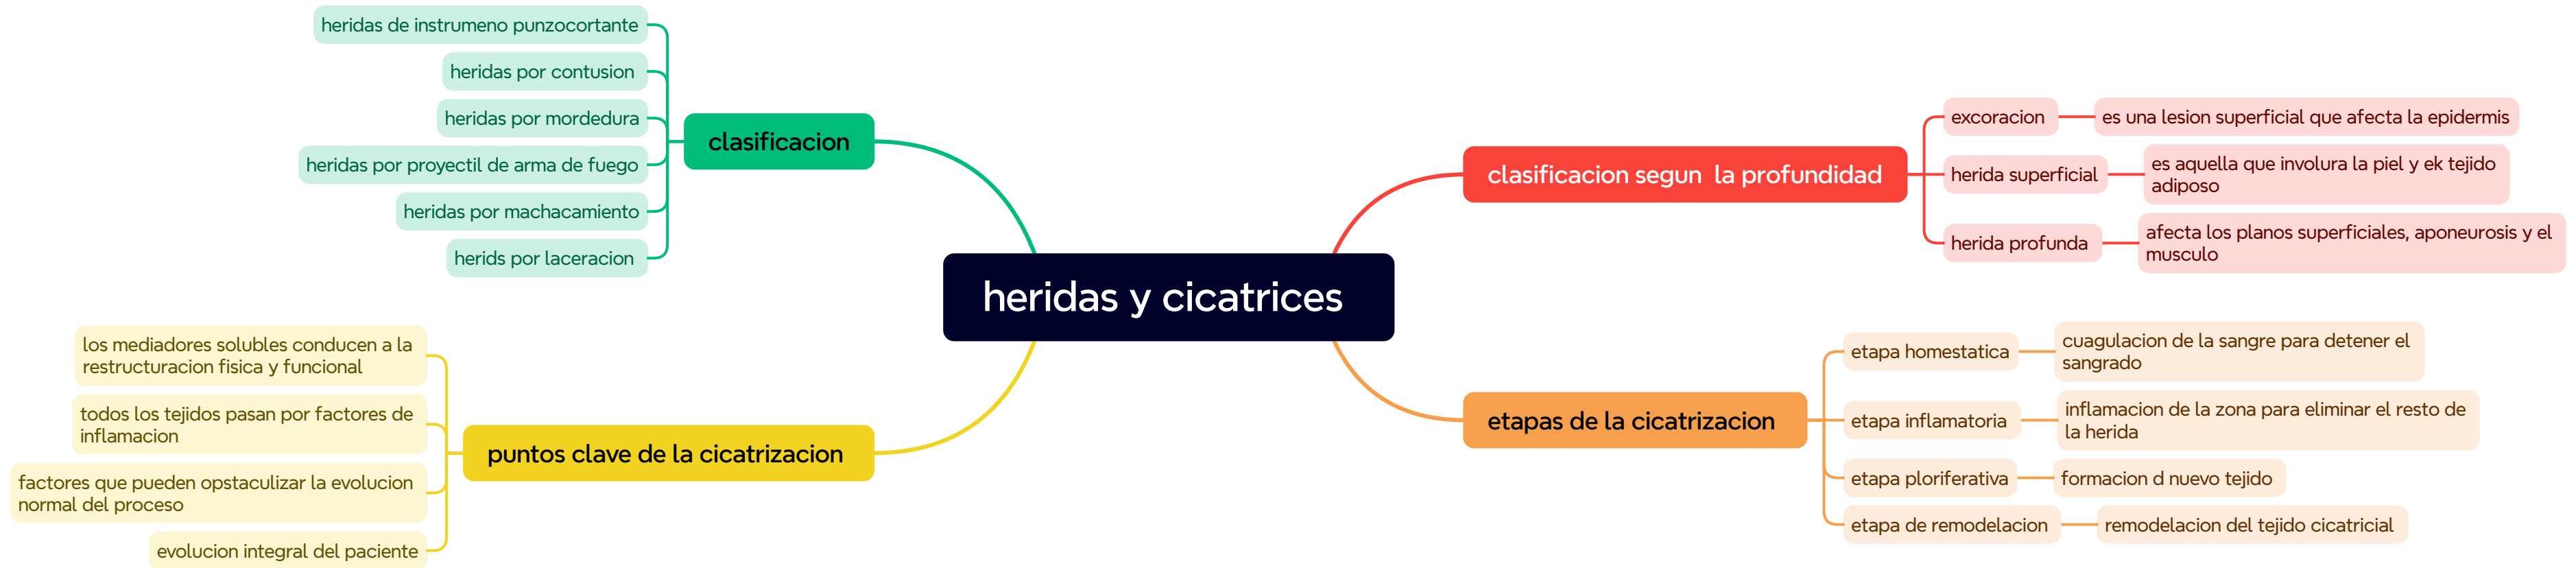 heridas y cicatrices
clasificacion
heridas de instrumeno punzocortante
heridas por contusion
heridas por mordedura
heridas por proyectil de arma de fuego
heridas por machacamiento
herids por laceracion
puntos clave de la cicatrizacion
los mediadores solubles conducen a la
restructuracion fisica y funcional
todos los tejidos pasan por factores de
inflamacion
factores que pueden opstaculizar la evolucion
normal del proceso
evolucion integral del paciente
clasificacion segun la profundidad
excoracion
es una lesion superficial que afecta la epidermis
herida superficial
es aquella que involura la piel y ek tejido
adiposo
herida profunda
afecta los planos superficiales, aponeurosis y el
musculo
etapas de la cicatrizacion
etapa homestatica
cuagulacion de la sangre para detener el
sangrado
etapa inflamatoria
inflamacion de la zona para eliminar el resto de
la herida
etapa ploriferativa
formacion d nuevo tejido
etapa de remodelacion
remodelacion del tejido cicatricial